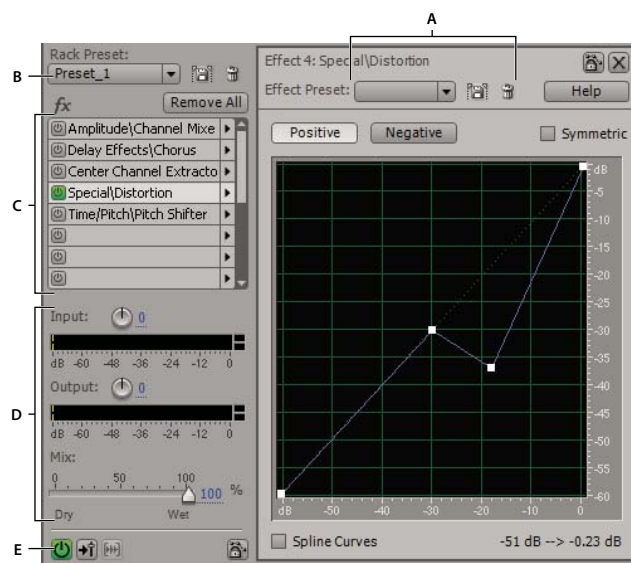 A
Rack Preset:
B
Preset_1
fx
Remove All
C
Amplitude\Channel Mixe
Delay Effects\Chorus
Center Channel Extracto
Special\Distortion
Time/Pitch\Pitch Shifter
D
Input: 0
dB -60 -48 -36 -24 -12 0
Output: 0
dB -60 -48 -36 -24 -12 0
Mix:
0 50 100
100 %
Dry Wet
E
Effect 4: Special\Distortion
Effect Preset:
Help
Positive Negative Symmetric
dB
-5
-10
-15
-20
-25
-30
-35
-40
-45
-50
-55
-60
dB -50 -40 -30 -20 -10 0
Spline Curves -51 dB --> -0.23 dB